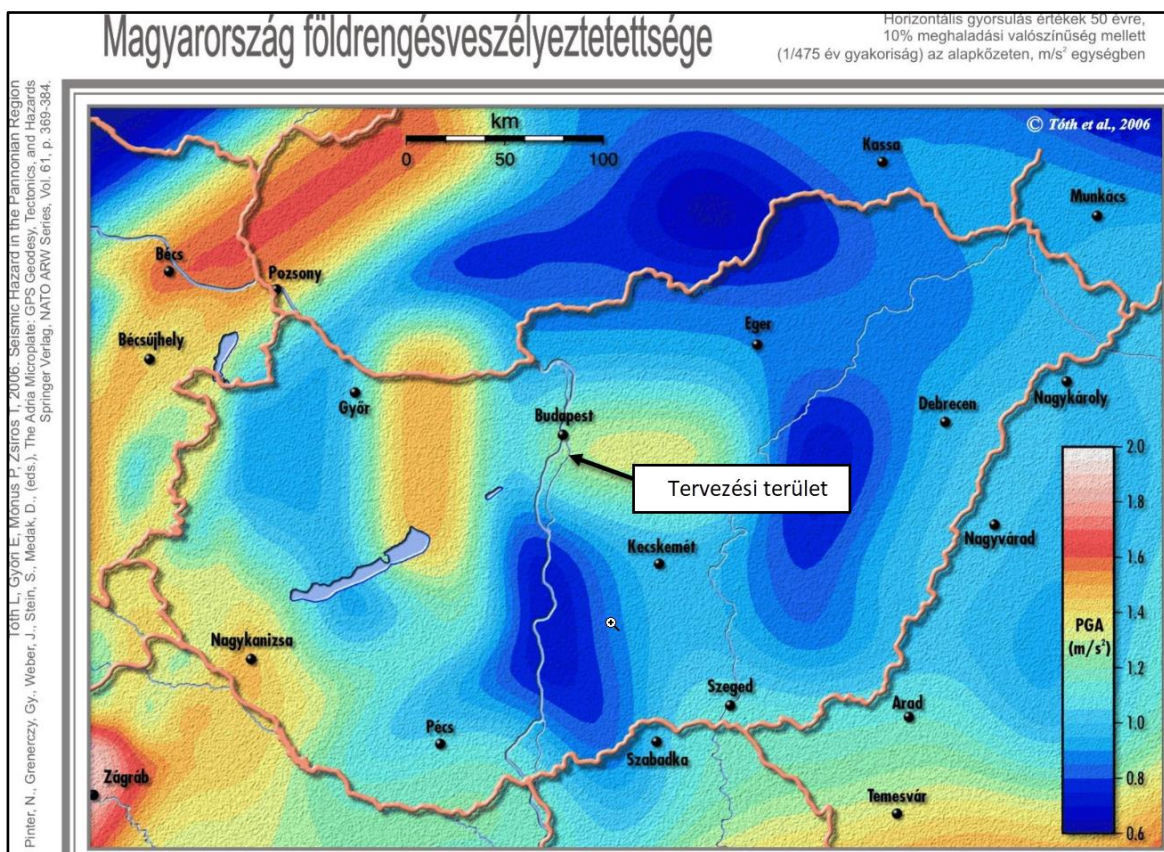 Magyarország földrengésveszélyeztetettsége
Horizontális gyorsulás értékek 50 évre,
10% meghaladási valószínűség mellett
(1/475 év gyakoriság) az alapkőzeten, m/s² egységben
Tóth L, Győri E, Mónus P, Zsíros T, 2006. Seismic Hazard in the Pannonian Region
Pinter, N., Grenerczy, Gy., Weber, J., Stein, S., Medak, D., (eds.), The Adria Microplate: GPS Geodesy, Tectonics, and Hazards
Springer Verlag, NATO ARW Series, Vol. 61, p. 369-384.
km
0 50 100
© Tóth et al., 2006
Kassa
Munkács
Bécs
Pozsony
Bécsújhely
Eger
Győr
Nagykároly
Budapest
Debrecen
Tervezési terület
Nagyvárad
Kecskemét
Nagykanizsa
Szeged
Arad
Pécs
Szabadka
Zágráb
Temesvár
2.0
1.8
1.6
1.4
PGA
(m/s²)
1.2
1.0
0.8
0.6